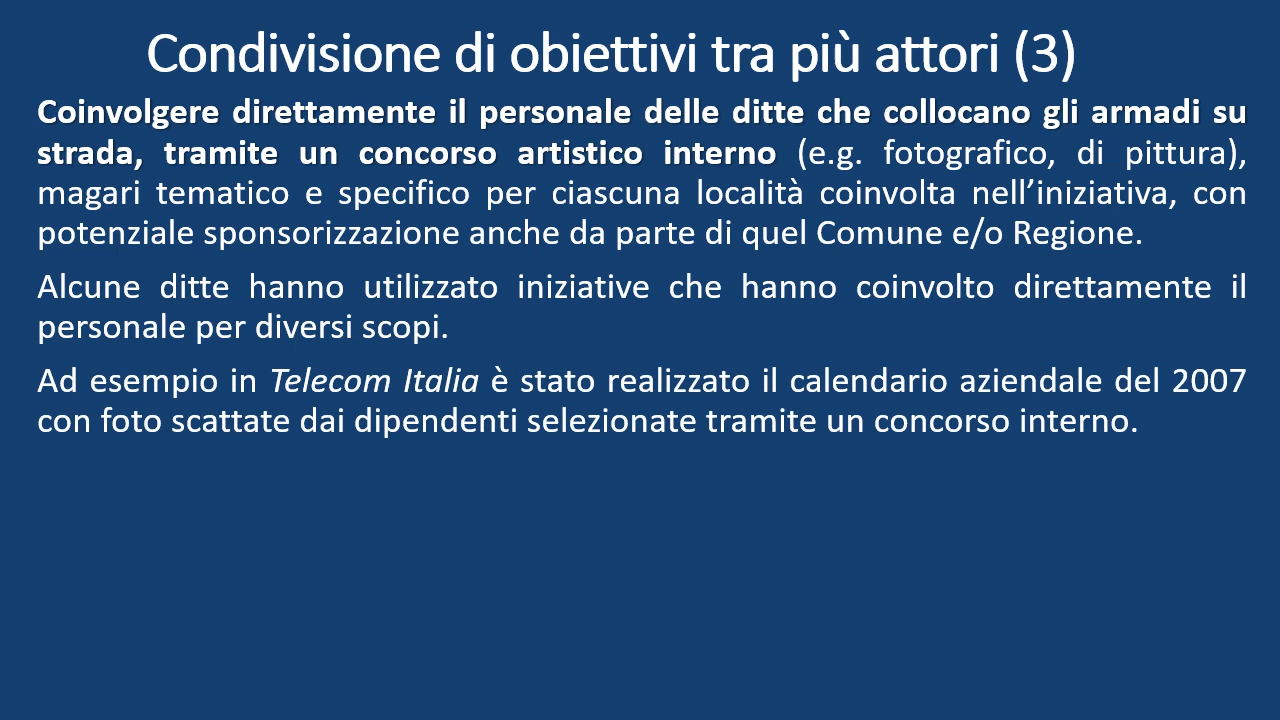 Condivisione di obiettivi tra più attori (3)
Coinvolgere direttamente il personale delle ditte che collocano gli armadi su
strada, tramite un concorso artistico interno (e.g. fotografico, di pittura),
magari tematico e specifico per ciascuna località coinvolta nell’iniziativa, con
potenziale sponsorizzazione anche da parte di quel Comune e/o Regione.
Alcune ditte hanno utilizzato iniziative che hanno coinvolto direttamente il
personale per diversi scopi.
Ad esempio in Telecom Italia è stato realizzato il calendario aziendale del 2007
con foto scattate dai dipendenti selezionate tramite un concorso interno.